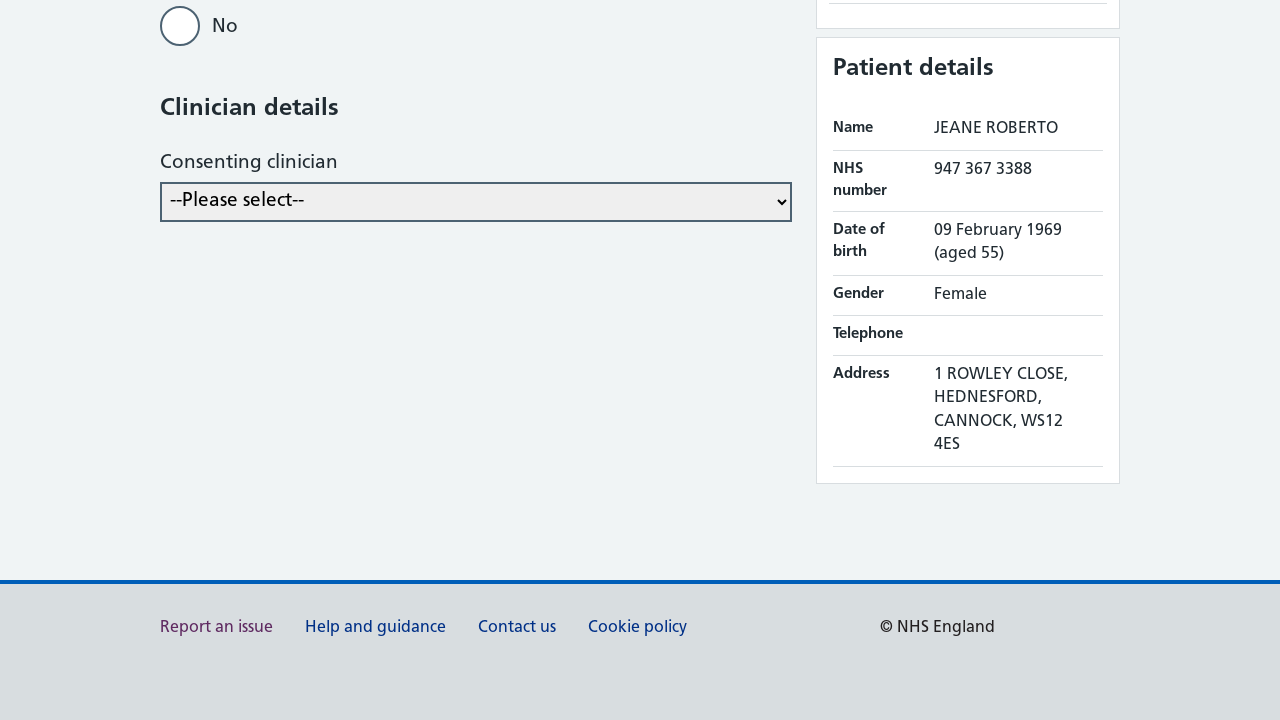 No
Clinician details
Consenting clinician
--Please select--
Patient details
Name JEANE ROBERTO
NHS number 947 367 3388
Date of birth 09 February 1969 (aged 55)
Gender Female
Telephone
Address 1 ROWLEY CLOSE,
HEDNESFORD,
CANNOCK, WS12
4ES
Report an issue Help and guidance Contact us Cookie policy © NHS England